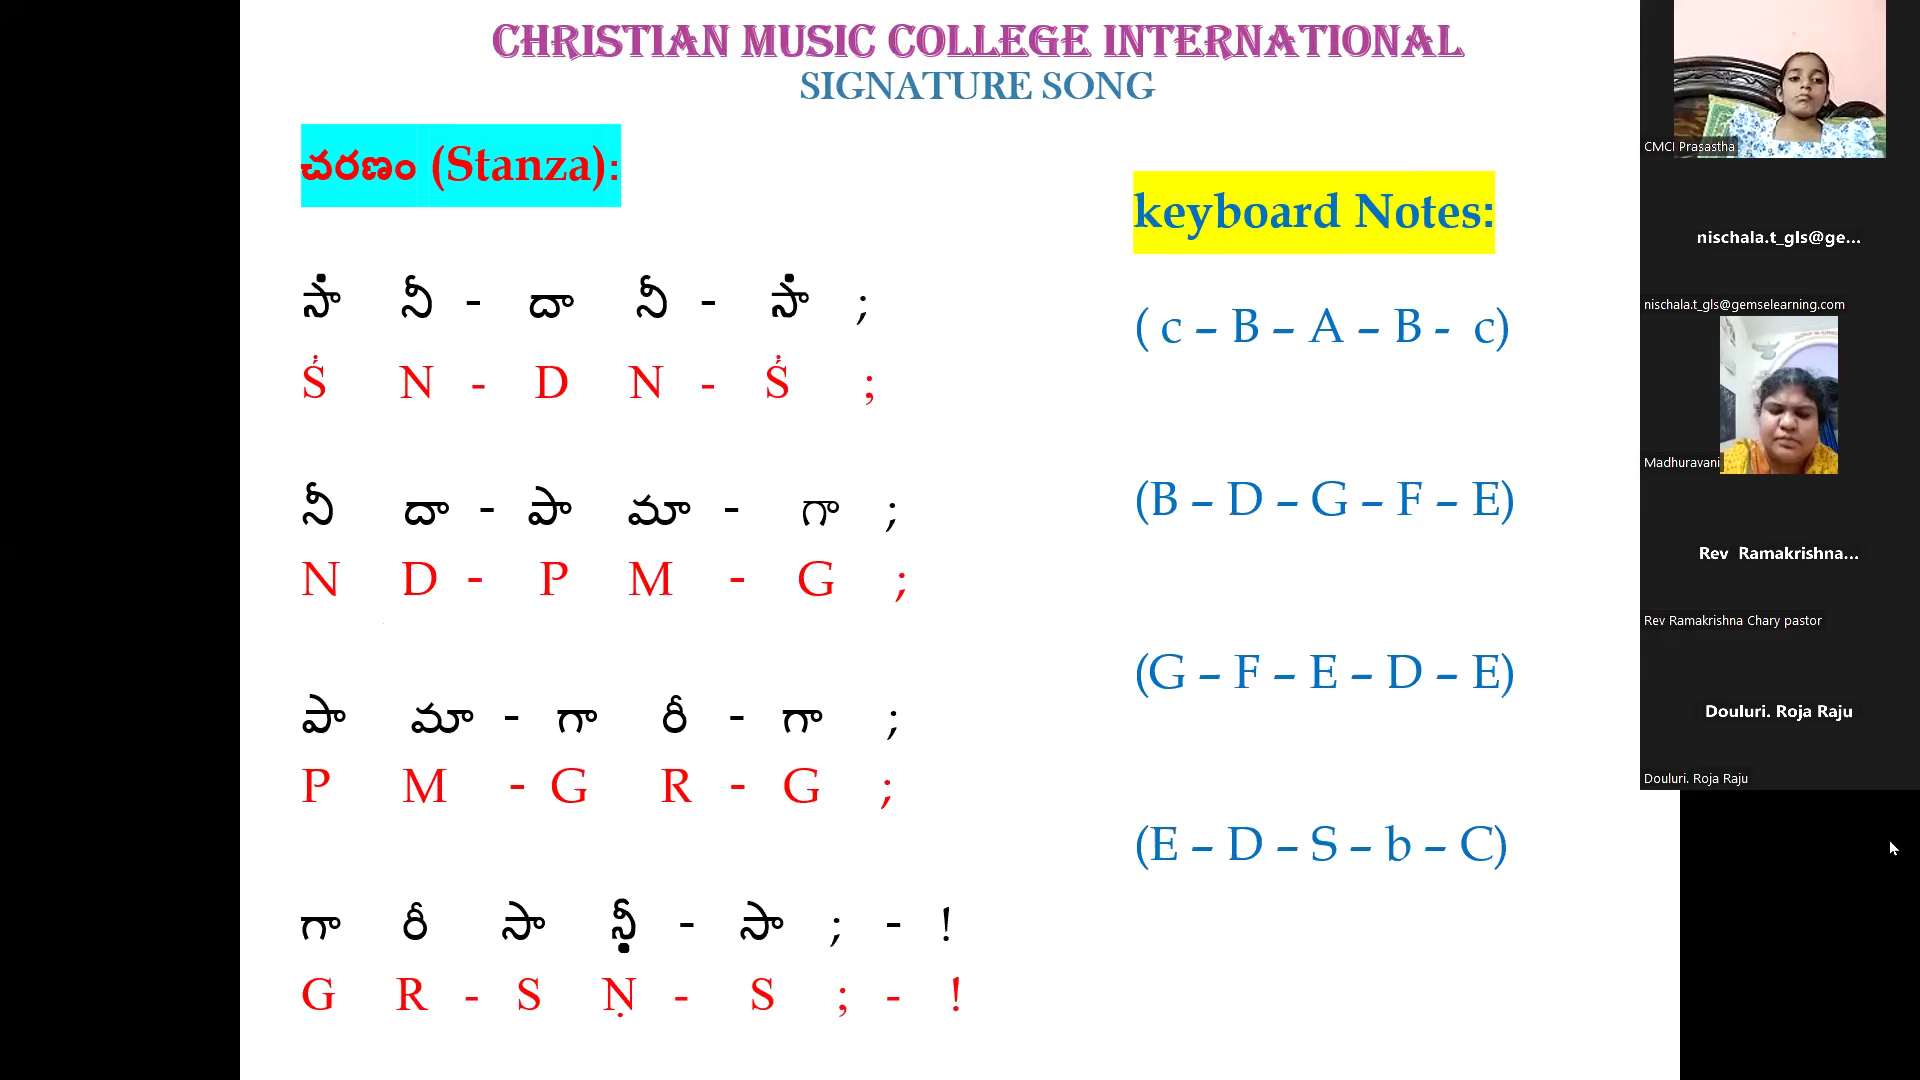 CHRISTIAN MUSIC COLLEGE INTERNATIONAL
SIGNATURE SONG
చరణం (Stanza):
keyboard Notes:
సా̇ నీ - దా నీ - సా̇ ;
Ṡ N - D N - Ṡ ;
( c – B – A – B - c)
నీ దా - పా మా - గా ;
N D - P M - G ;
(B – D – G – F – E)
పా మా - గా రీ - గా ;
P M - G R - G ;
(G – F – E – D – E)
గా రీ సా నీ̣ - సా ; - !
G R - S Ṇ - S ; - !
(E – D – S – b – C)
CMCI Prasastha
nischala.t_gls@ge...
nischala.t_gls@gemselearning.com
Madhuravani
Rev Ramakrishna...
Rev Ramakrishna Chary pastor
Douluri. Roja Raju
Douluri. Roja Raju